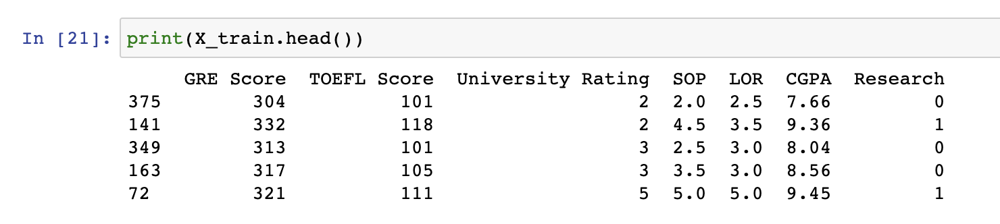 In [21]: print(X_train.head())
GRE Score TOEFL Score University Rating SOP LOR CGPA Research
375 304 101 2 2.0 2.5 7.66 0
141 332 118 2 4.5 3.5 9.36 1
349 313 101 3 2.5 3.0 8.04 0
163 317 105 3 3.5 3.0 8.56 0
72 321 111 5 5.0 5.0 9.45 1